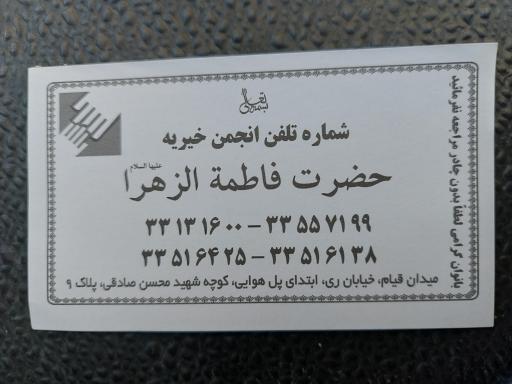 بسمه تعالی
شماره تلفن انجمن خیریه
حضرت فاطمة الزهرا علیها السلام
۳۳۱۳۱۶۰۰ - ۳۳۵۵۷۱۹۹
۳۳۵۱۶۴۲۵ - ۳۳۵۱۶۱۳۸
میدان قیام، خیابان ری، ابتدای پل هوایی، کوچه شهید محسن صادقی، پلاک ۹
بانوان گرامی لطفاً بدون چادر مراجعه نفرمائید